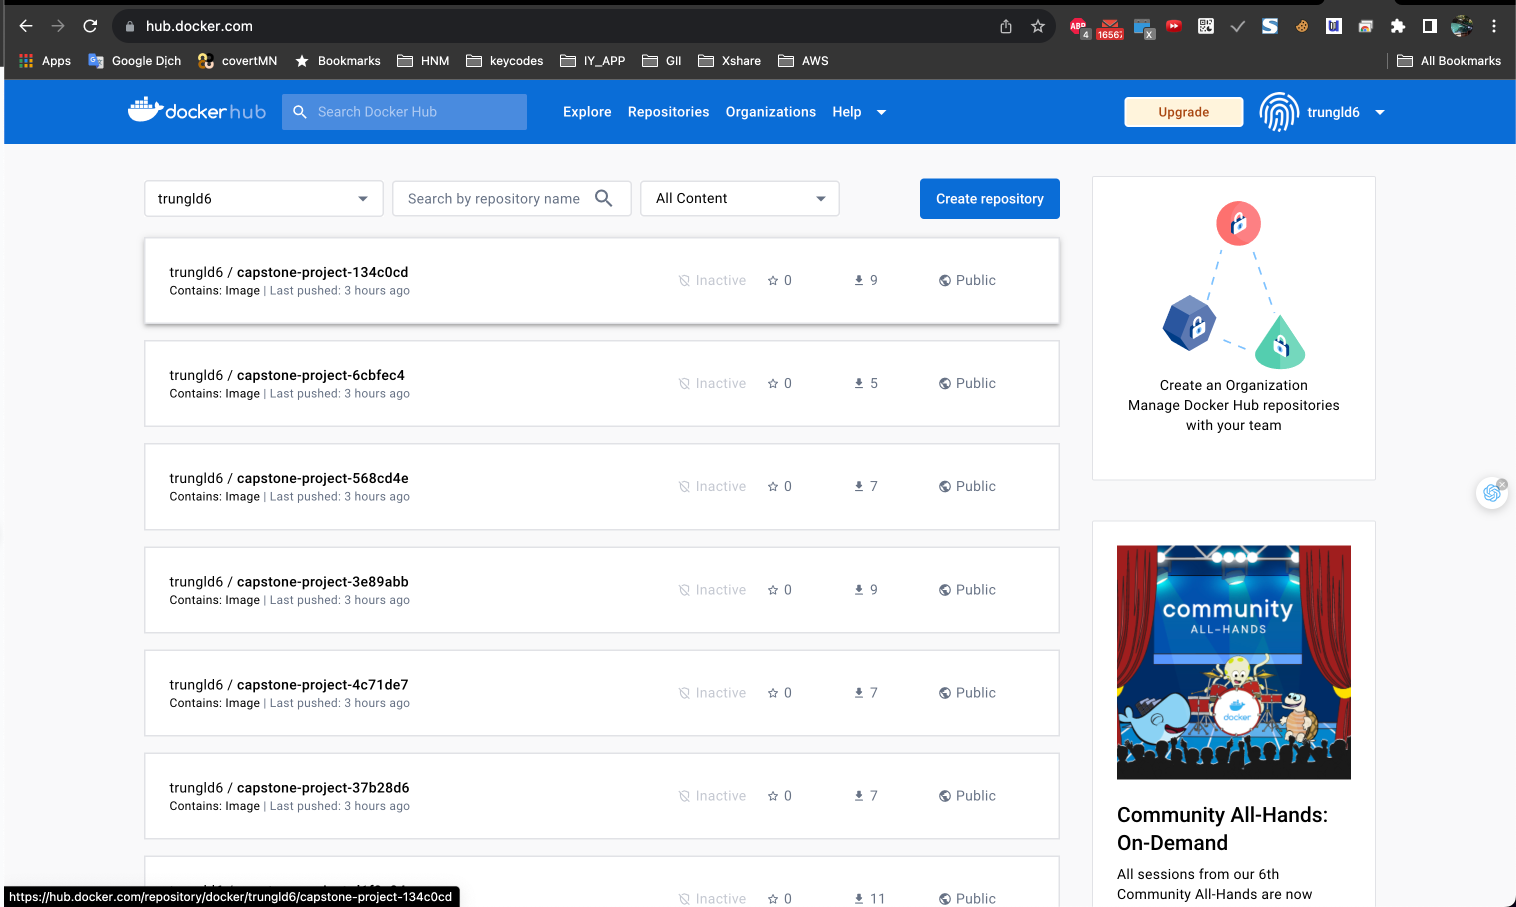 hub.docker.com
ABP
4
16567
X
Apps
Google Dịch
covertMN
Bookmarks
HNM
keycodes
IY_APP
GII
Xshare
AWS
All Bookmarks
docker hub
Search Docker Hub
Explore
Repositories
Organizations
Help
Upgrade
trungld6
trungld6
Search by repository name
All Content
Create repository
trungld6 / capstone-project-134c0cd
Contains: Image | Last pushed: 3 hours ago
Inactive
0
9
Public
trungld6 / capstone-project-6cbfec4
Contains: Image | Last pushed: 3 hours ago
Inactive
0
5
Public
trungld6 / capstone-project-568cd4e
Contains: Image | Last pushed: 3 hours ago
Inactive
0
7
Public
trungld6 / capstone-project-3e89abb
Contains: Image | Last pushed: 3 hours ago
Inactive
0
9
Public
trungld6 / capstone-project-4c71de7
Contains: Image | Last pushed: 3 hours ago
Inactive
0
7
Public
trungld6 / capstone-project-37b28d6
Contains: Image | Last pushed: 3 hours ago
Inactive
0
7
Public
Inactive
0
11
Public
Create an Organization
Manage Docker Hub repositories
with your team
community
ALL-HANDS
docker
Community All-Hands:
On-Demand
All sessions from our 6th
Community All-Hands are now
https://hub.docker.com/repository/docker/trungld6/capstone-project-134c0cd